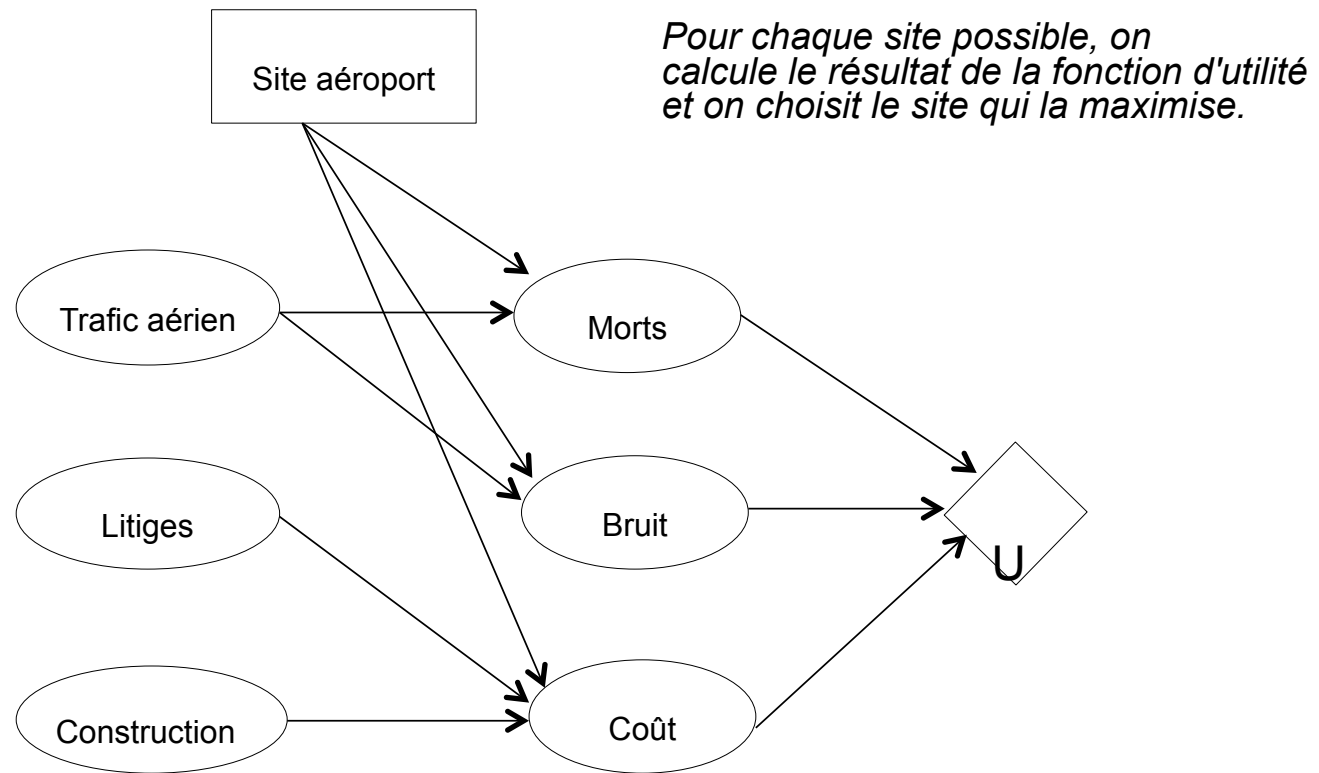 Site aéroport
Pour chaque site possible, on
calcule le résultat de la fonction d'utilité
et on choisit le site qui la maximise.
Trafic aérien
Morts
Litiges
Bruit
U
Construction
Coût